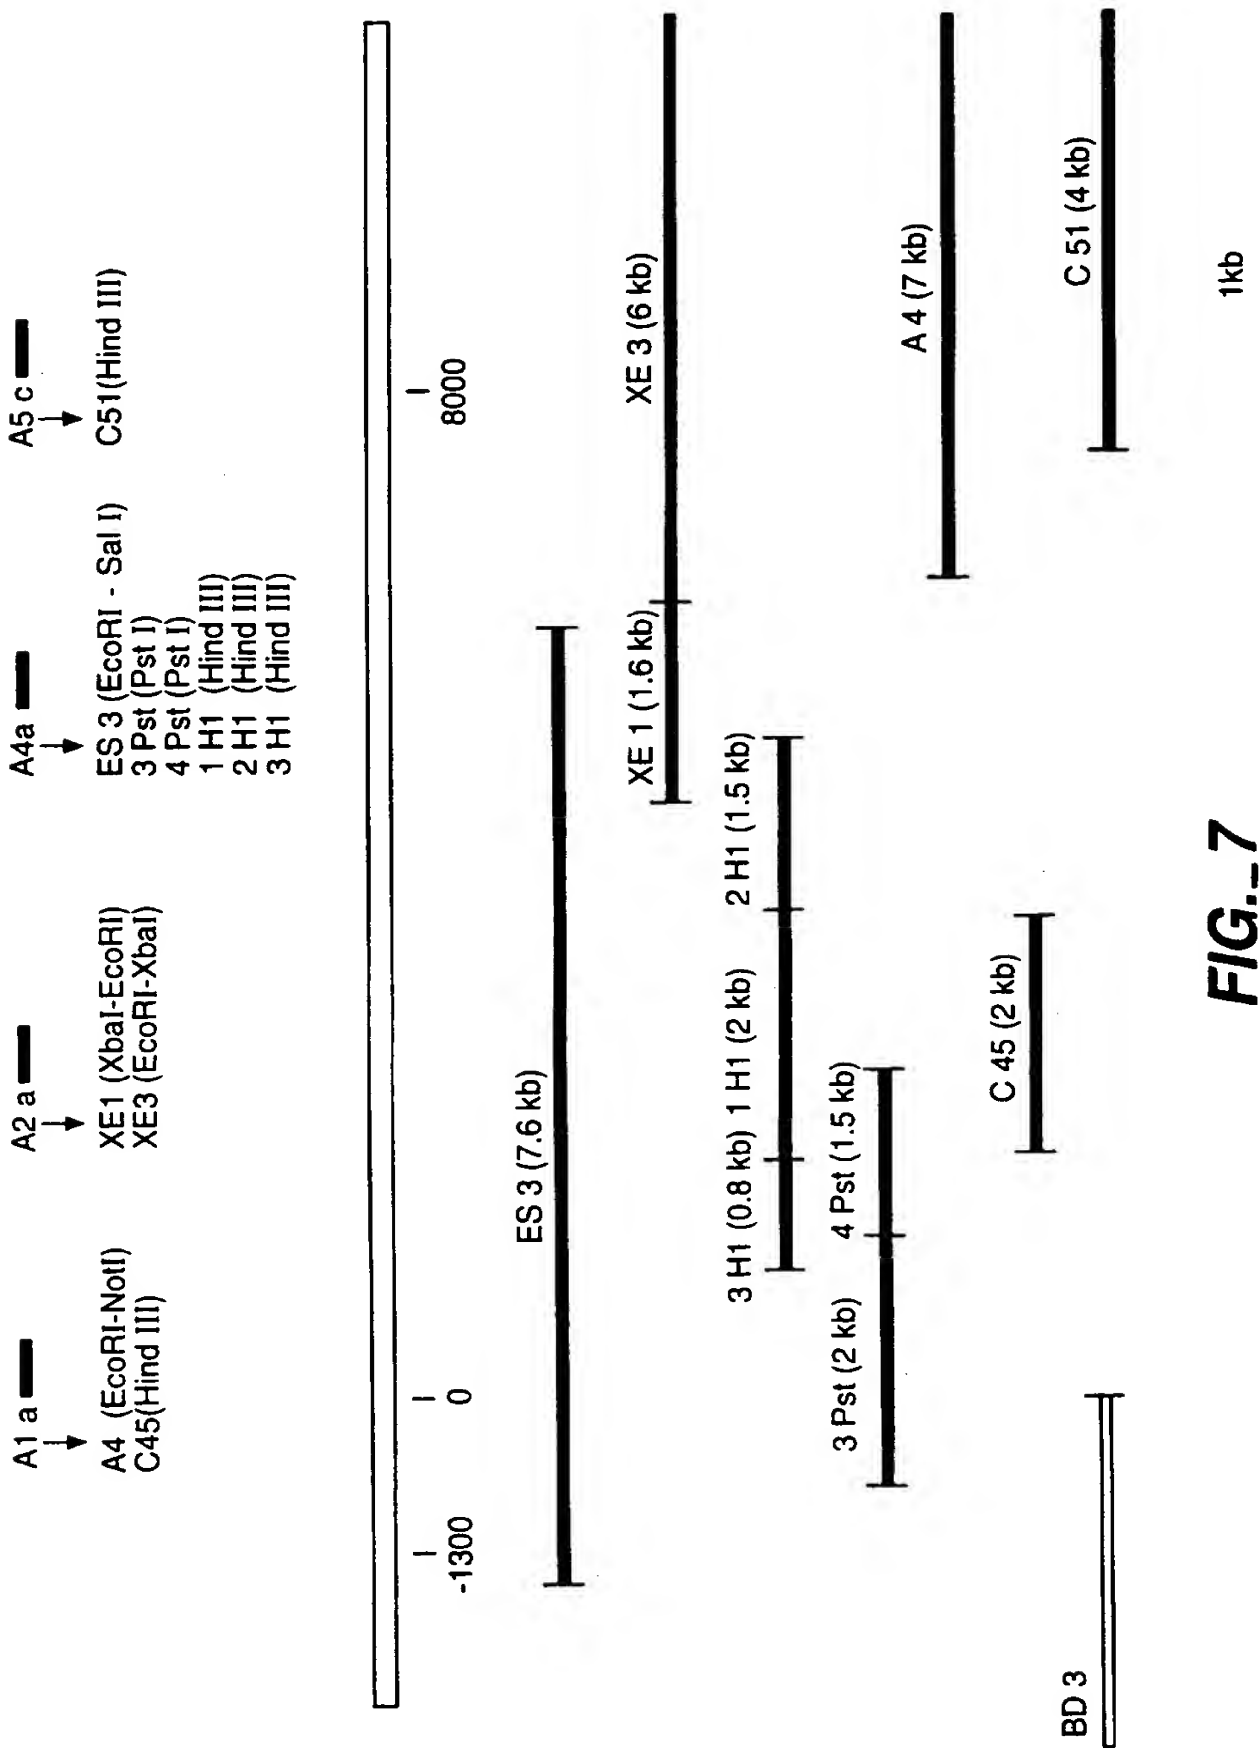 A1 a
A4 (EcoRI-NotI)
C45(Hind III)
A2 a
XE1 (XbaI-EcoRI)
XE3 (EcoRI-XbaI)
A4a
ES 3 (EcoRI - Sal I)
3 Pst (Pst I)
4 Pst (Pst I)
1 H1 (Hind III)
2 H1 (Hind III)
3 H1 (Hind III)
A5 c
C51(Hind III)
-1300
0
8000
ES 3 (7.6 kb)
XE 1 (1.6 kb)
XE 3 (6 kb)
3 H1 (0.8 kb) 1 H1 (2 kb)
2 H1 (1.5 kb)
3 Pst (2 kb)
4 Pst (1.5 kb)
A 4 (7 kb)
C 45 (2 kb)
BD 3
C 51 (4 kb)
1kb
FIG._7